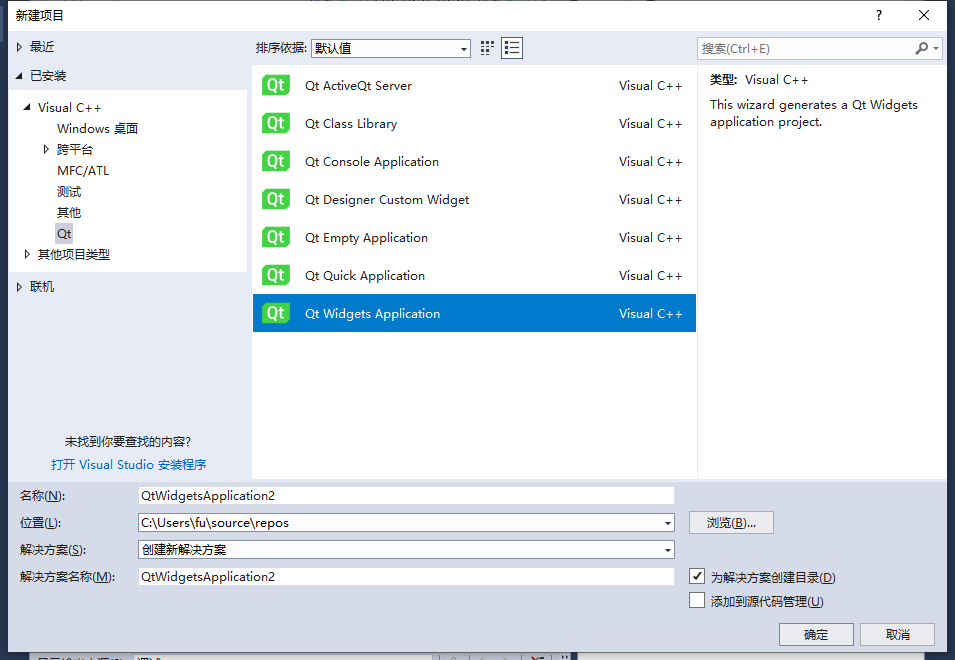 新建项目
?
最近
已安装
Visual C++
Windows 桌面
跨平台
MFC/ATL
测试
其他
Qt
其他项目类型
联机
未找到你要查找的内容?
打开 Visual Studio 安装程序
排序依据: 默认值
Qt Qt ActiveQt Server Visual C++
Qt Qt Class Library Visual C++
Qt Qt Console Application Visual C++
Qt Qt Designer Custom Widget Visual C++
Qt Qt Empty Application Visual C++
Qt Qt Quick Application Visual C++
Qt Qt Widgets Application Visual C++
搜索(Ctrl+E)
类型: Visual C++
This wizard generates a Qt Widgets
application project.
名称(N): QtWidgetsApplication2
位置(L): C:\Users\fu\source\repos 浏览(B)...
解决方案(S): 创建新解决方案
解决方案名称(M): QtWidgetsApplication2
为解决方案创建目录(D)
添加到源代码管理(U)
确定 取消